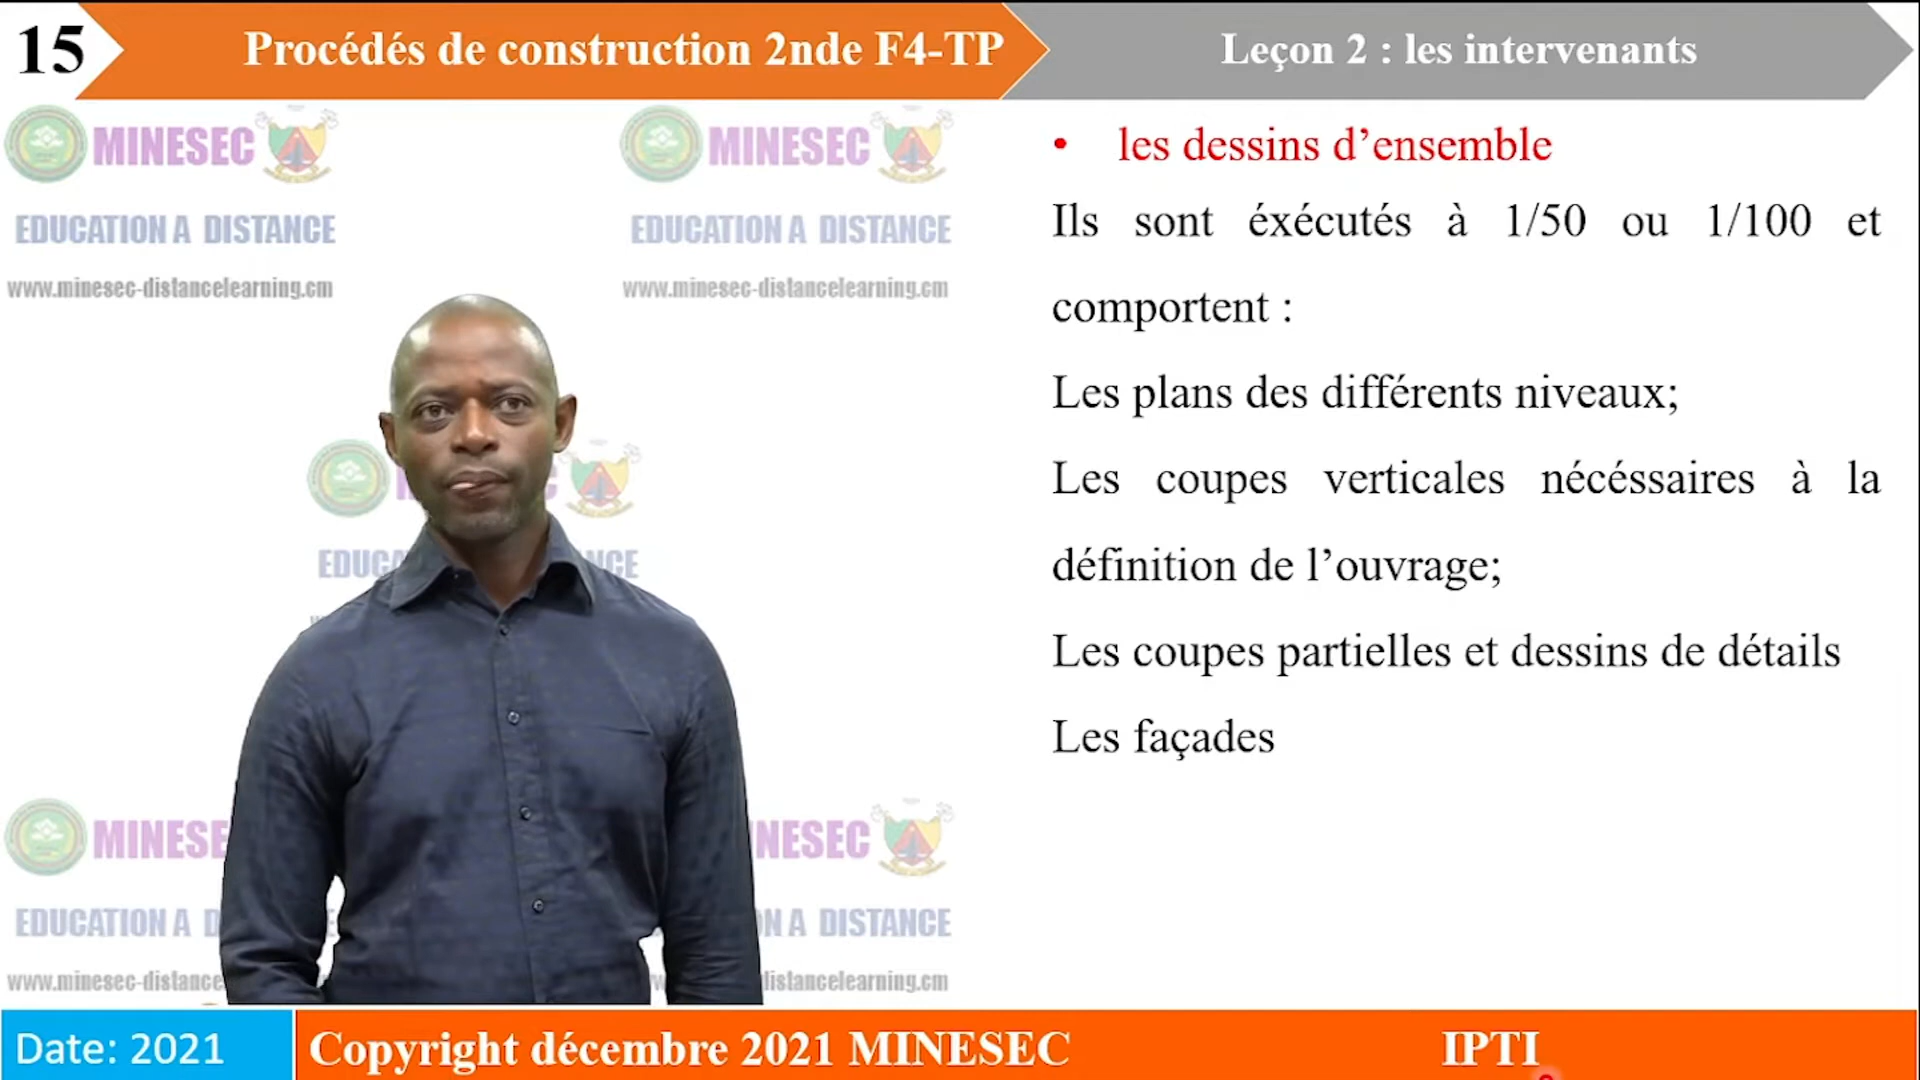 15
Procédés de construction 2nde F4-TP
Leçon 2 : les intervenants
MINESEC
EDUCATION A DISTANCE
www.minesec-distancelearning.cm
MINESEC
EDUCATION A DISTANCE
www.minesec-distancelearning.cm
• les dessins d’ensemble
Ils sont éxécutés à 1/50 ou 1/100 et
comportent :
Les plans des différents niveaux;
Les coupes verticales nécéssaires à la
définition de l’ouvrage;
Les coupes partielles et dessins de détails
Les façades
Date: 2021
Copyright décembre 2021 MINESEC
IPTI